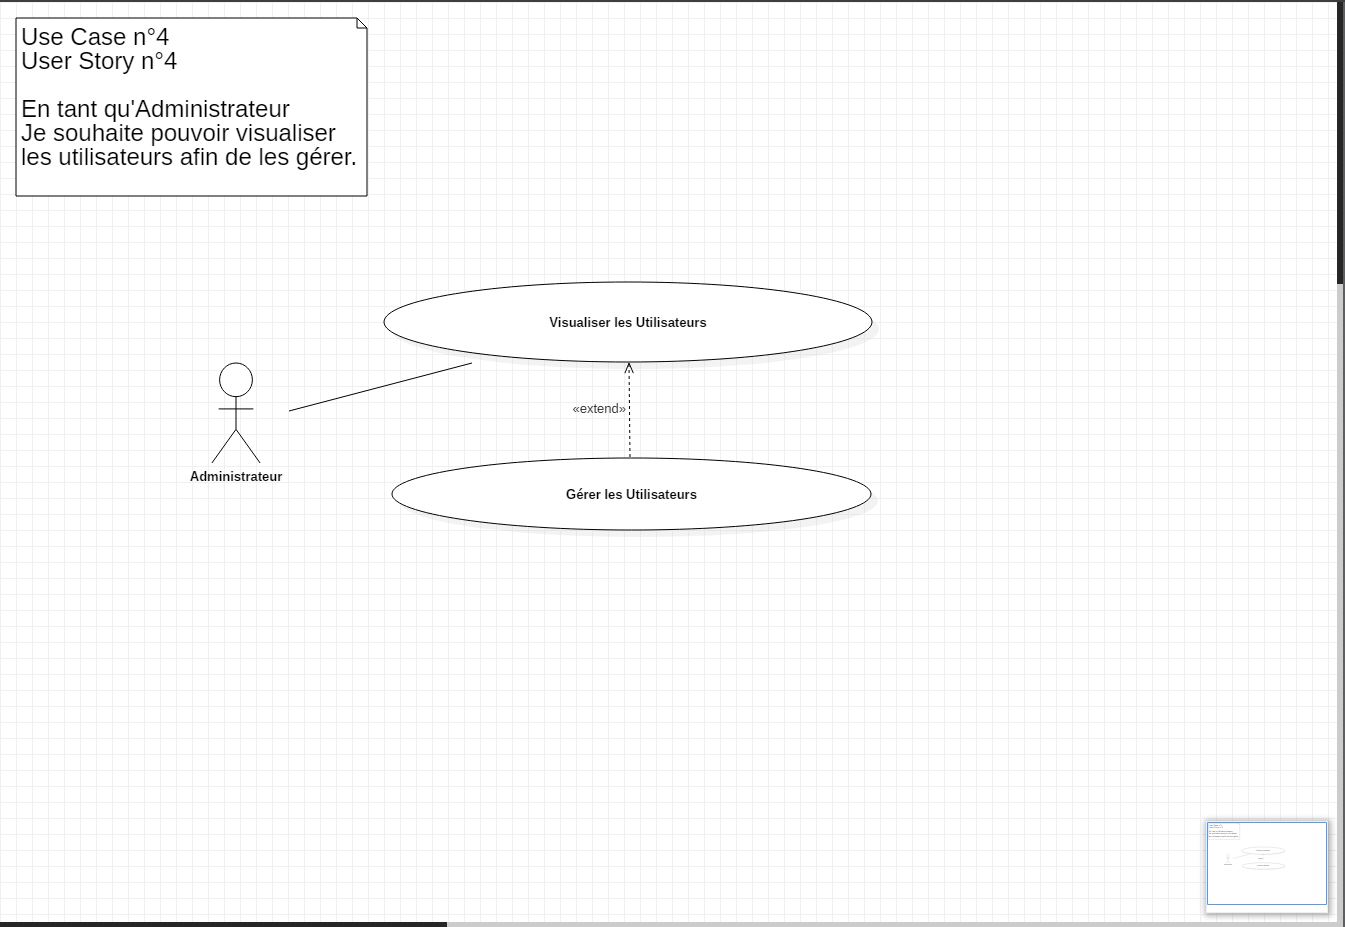 Use Case n°4
User Story n°4
En tant qu'Administrateur
Je souhaite pouvoir visualiser
les utilisateurs afin de les gérer.
Visualiser les Utilisateurs
«extend»
Administrateur
Gérer les Utilisateurs